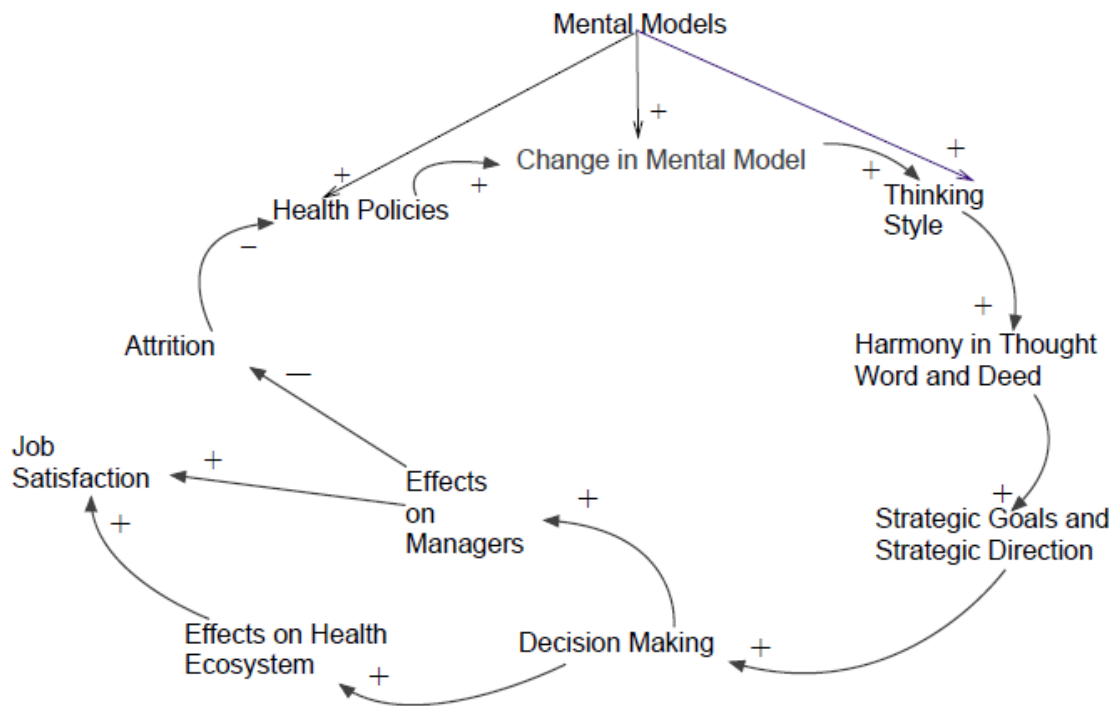 Mental Models
+
Change in Mental Model
+
+
+
+
Health Policies
Thinking
Style
−
+
Attrition
Harmony in Thought
Word and Deed
—
Job
Satisfaction
+
Effects
on
Managers
+
+
Strategic Goals and
Strategic Direction
+
Effects on Health
Ecosystem
Decision Making
+
+